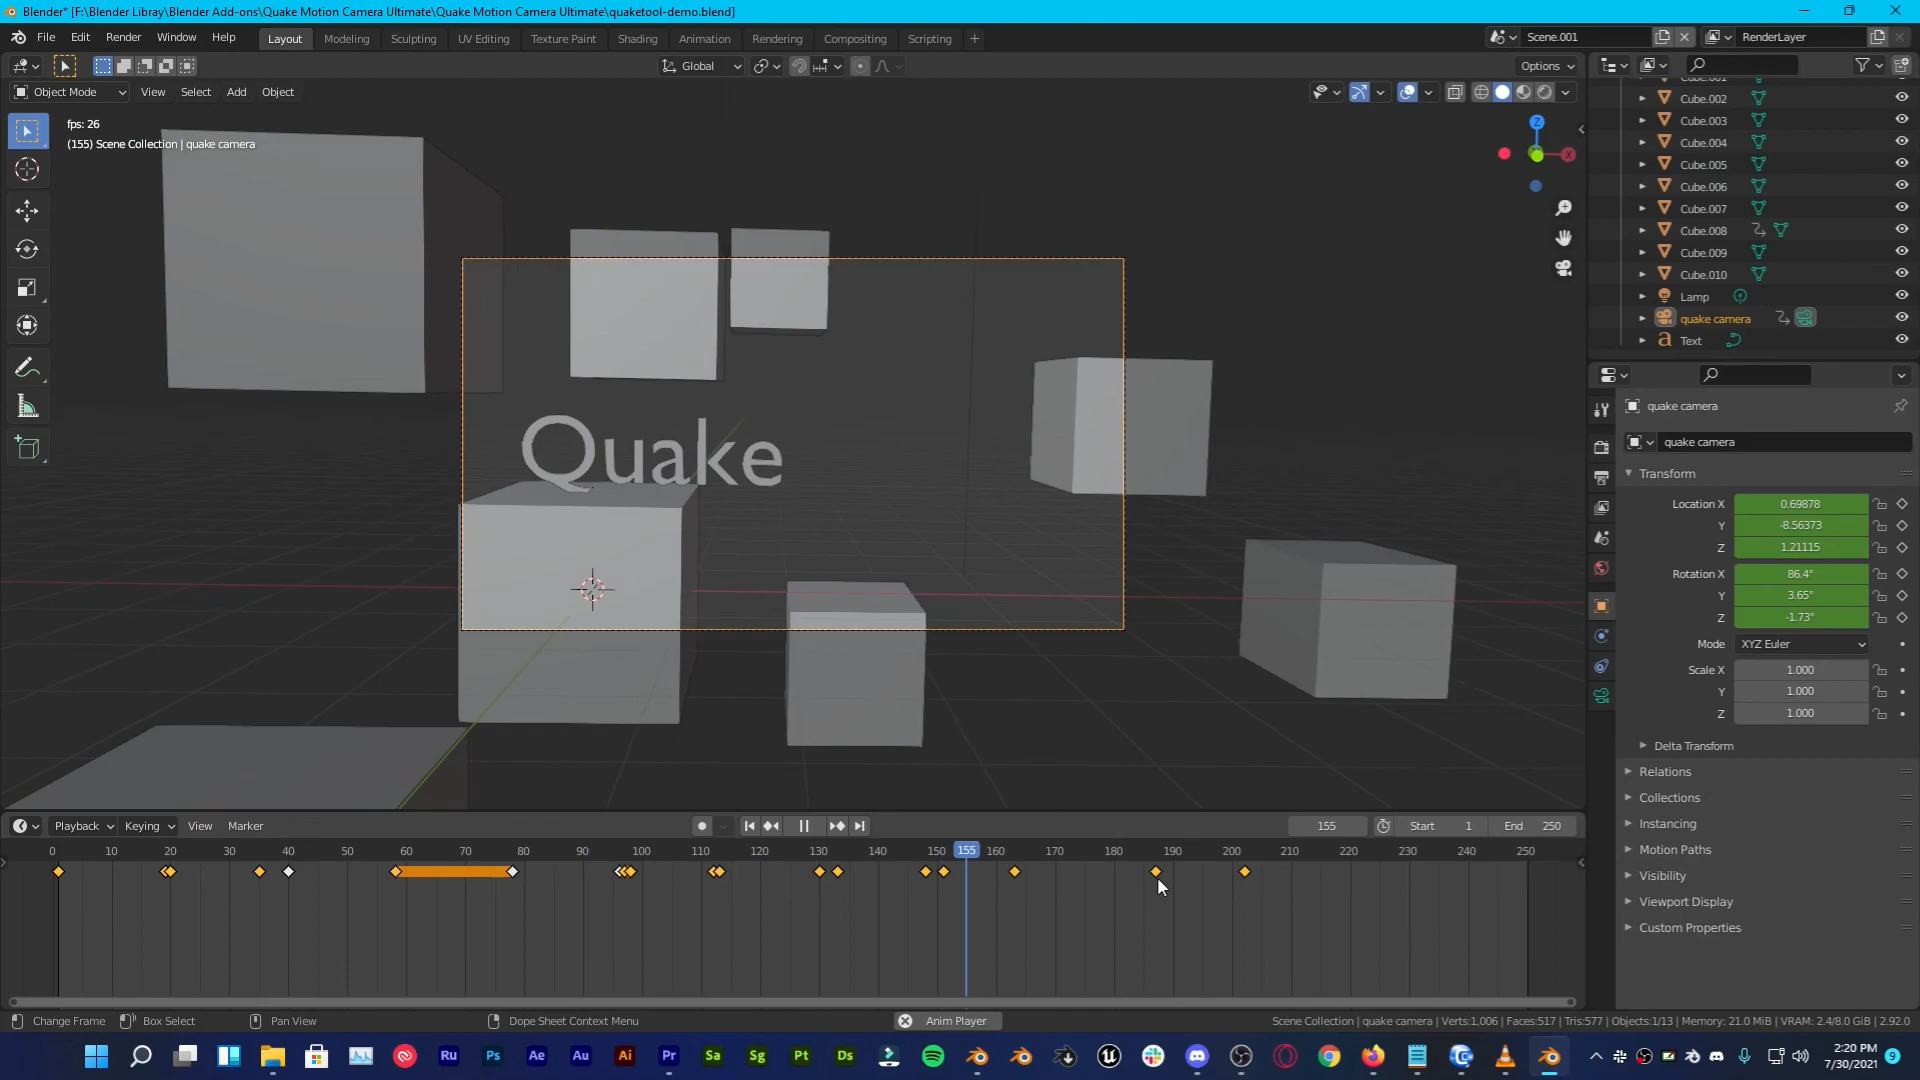 Blender* [F:\Blender Libray\Blender Add-ons\Quake Motion Camera Ultimate\Quake Motion Camera Ultimate\quaketool-demo.blend]
File Edit Render Window Help Layout Modeling Sculpting UV Editing Texture Paint Shading Animation Rendering Compositing Scripting + Scene.001 RenderLayer
Global Options
Object Mode View Select Add Object
fps: 26
(155) Scene Collection | quake camera
Z
X
Quake
Cube.001
Cube.002
Cube.003
Cube.004
Cube.005
Cube.006
Cube.007
Cube.008
Cube.009
Cube.010
Lamp
quake camera
Text
quake camera
quake camera
Transform
Location X 0.69878
Y -8.56373
Z 1.21115
Rotation X 86.4°
Y 3.65°
Z -1.73°
Mode XYZ Euler
Scale X 1.000
Y 1.000
Z 1.000
Delta Transform
Relations
Collections
Instancing
Motion Paths
Visibility
Viewport Display
Custom Properties
Playback Keying View Marker 155 Start 1 End 250
0 10 20 30 40 50 60 70 80 90 100 110 120 130 140 150 155 160 170 180 190 200 210 220 230 240 250
Change Frame Box Select Pan View Dope Sheet Context Menu Anim Player Scene Collection | quake camera | Verts:1,006 | Faces:517 | Tris:577 | Objects:1/13 | Memory: 21.0 MiB | VRAM: 2.4/8.0 GiB | 2.92.0
Ru Ps Ae Au Ai Pr Sa Sg Pt Ds
2:20 PM
7/30/2021
9